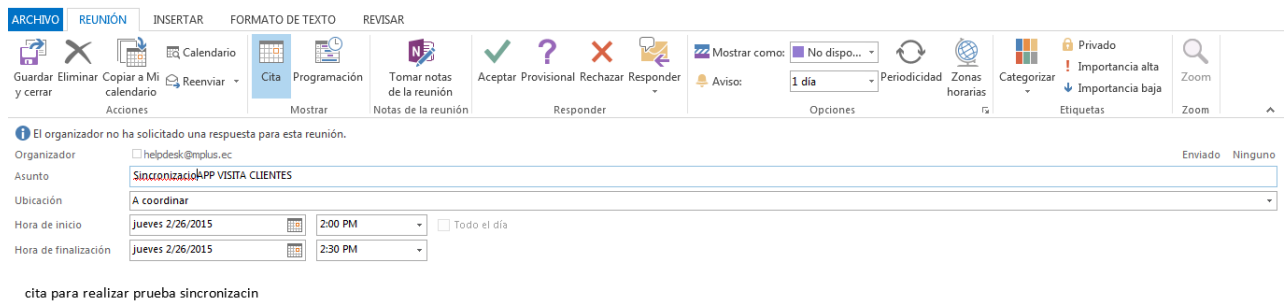 ARCHIVO REUNIÓN INSERTAR FORMATO DE TEXTO REVISAR
Guardar y cerrar
Eliminar
Copiar a Mi calendario
Calendario
Reenviar
Acciones
Cita
Programación
Mostrar
Tomar notas de la reunión
Notas de la reunión
Aceptar
Provisional
Rechazar
Responder
Responder
Mostrar como: No dispo...
Aviso: 1 día
Periodicidad
Zonas horarias
Opciones
Categorizar
Privado
Importancia alta
Importancia baja
Etiquetas
Zoom
Zoom
El organizador no ha solicitado una respuesta para esta reunión.
Organizador helpdesk@mplus.ec Enviado Ninguno
Asunto SincronizacioAPP VISITA CLIENTES
Ubicación A coordinar
Hora de inicio jueves 2/26/2015 2:00 PM Todo el día
Hora de finalización jueves 2/26/2015 2:30 PM
cita para realizar prueba sincronizacin